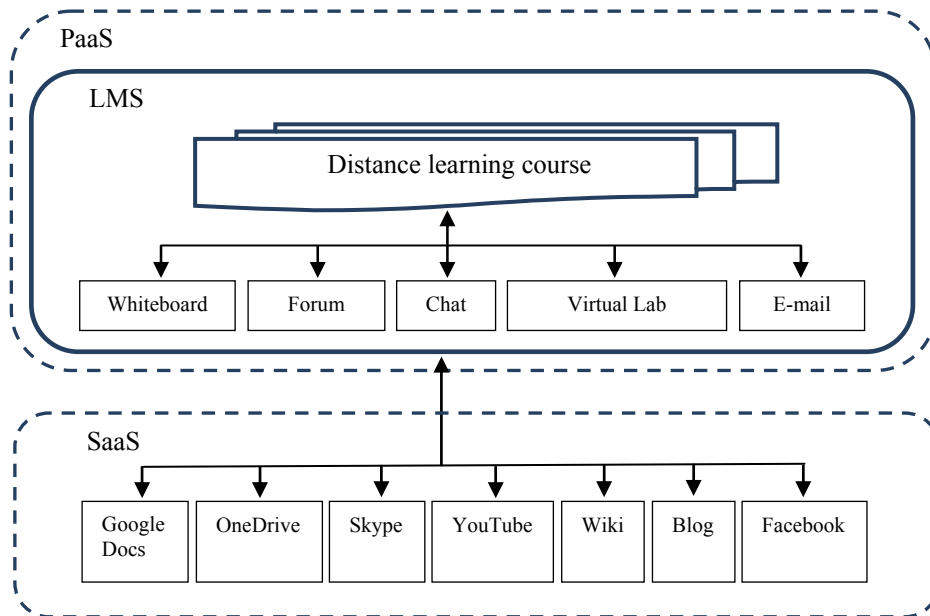 PaaS
LMS
Distance learning course
Whiteboard
Forum
Chat
Virtual Lab
E-mail
SaaS
Google
Docs
OneDrive
Skype
YouTube
Wiki
Blog
Facebook